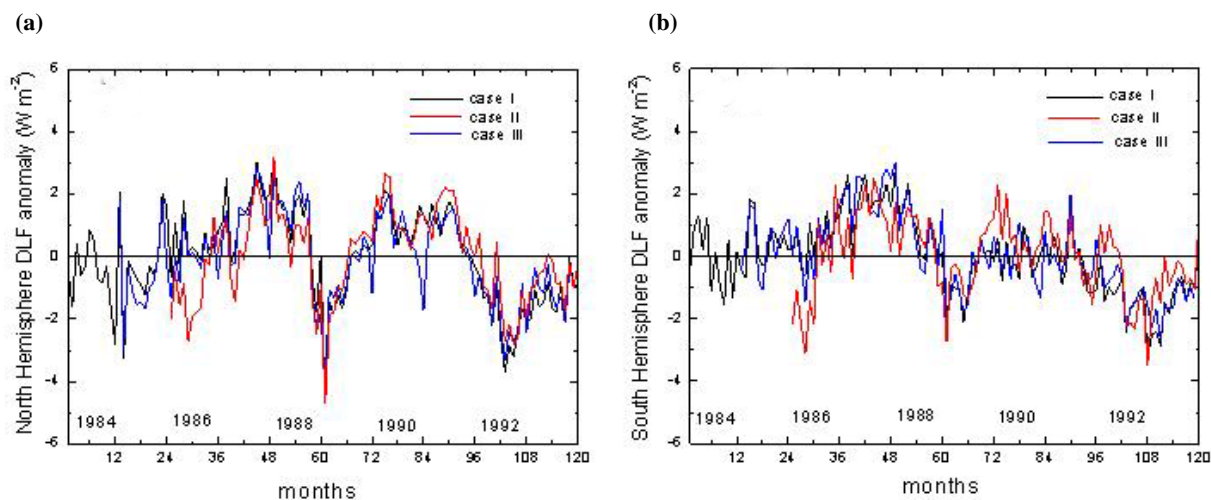 (a)
North Hemisphere DLF anomaly (W m-2)
6
4
2
0
-2
-4
-6
case I
case II
case III
1984
1986
1988
1990
1992
12 24 36 48 60 72 84 96 108 120
months
(b)
South Hemisphere DLF anomaly (W m-2)
6
4
2
0
-2
-4
-6
case I
case II
case III
1984
1986
1988
1990
1992
12 24 36 48 60 72 84 96 108 120
months